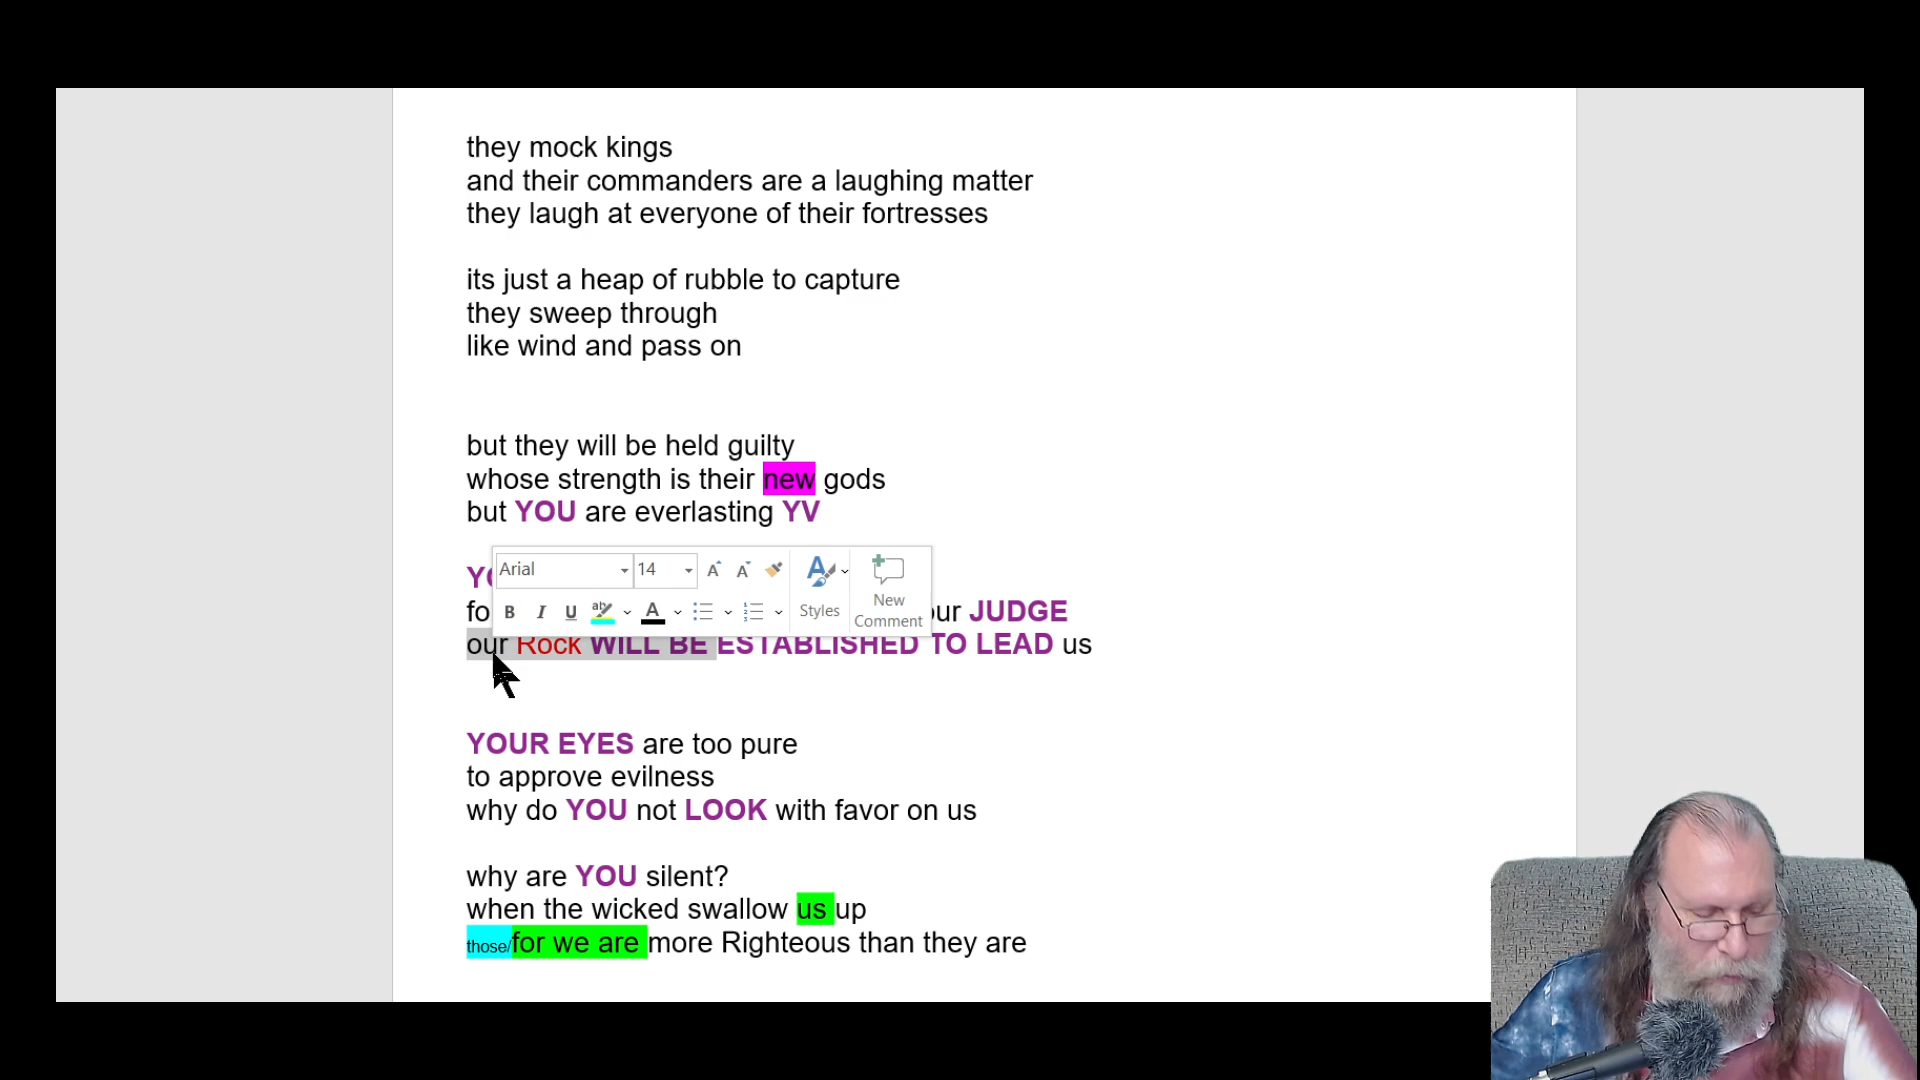 they mock kings
and their commanders are a laughing matter
they laugh at everyone of their fortresses
its just a heap of rubble to capture
they sweep through
like wind and pass on
but they will be held guilty
whose strength is their new gods
but YOU are everlasting YV
Arial 14
B I U Styles New Comment
JUDGE
our Rock WILL BE ESTABLISHED TO LEAD us
YOUR EYES are too pure
to approve evilness
why do YOU not LOOK with favor on us
why are YOU silent?
when the wicked swallow us up
those/for we are more Righteous than they are